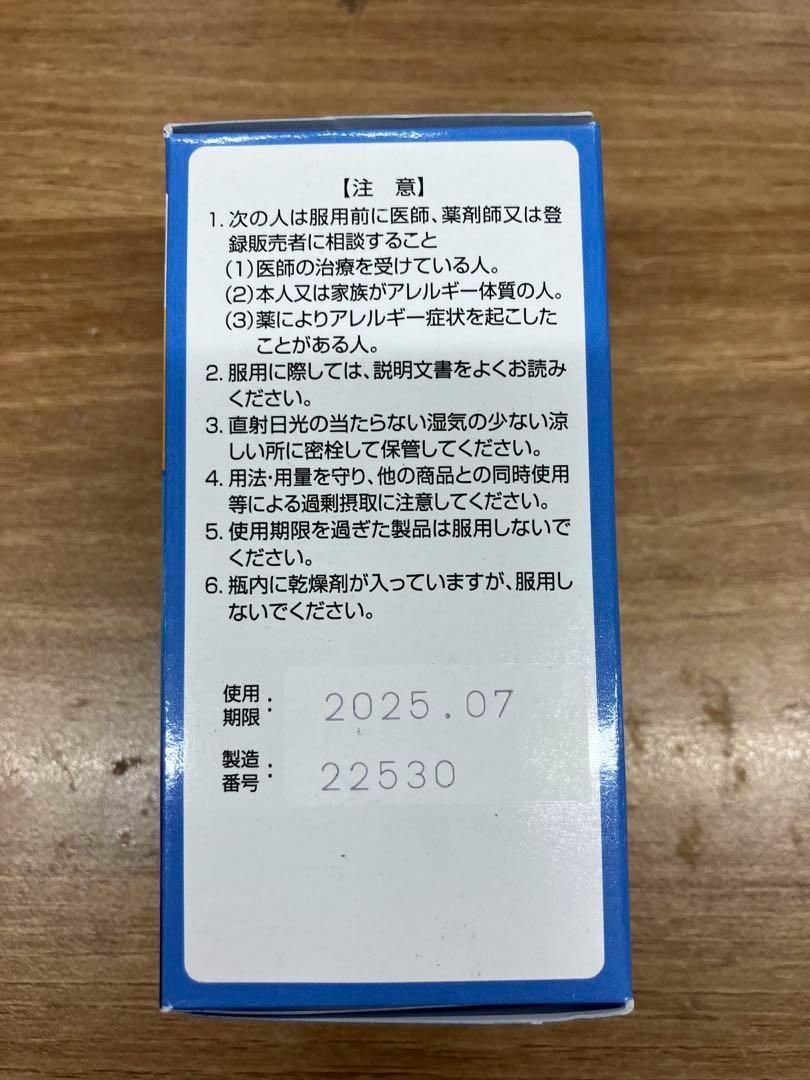 【注　意】
1. 次の人は服用前に医師、薬剤師又は登
録販売者に相談すること
(1)医師の治療を受けている人。
(2)本人又は家族がアレルギー体質の人。
(3)薬によりアレルギー症状を起こした
ことがある人。
2. 服用に際しては、説明文書をよくお読み
ください。
3. 直射日光の当たらない湿気の少ない涼
しい所に密栓して保管してください。
4. 用法・用量を守り、他の商品との同時使用
等による過剰摂取に注意してください。
5. 使用期限を過ぎた製品は服用しないで
ください。
6. 瓶内に乾燥剤が入っていますが、服用し
ないでください。
使用
期限 : 2025.07
製造
番号 : 22530